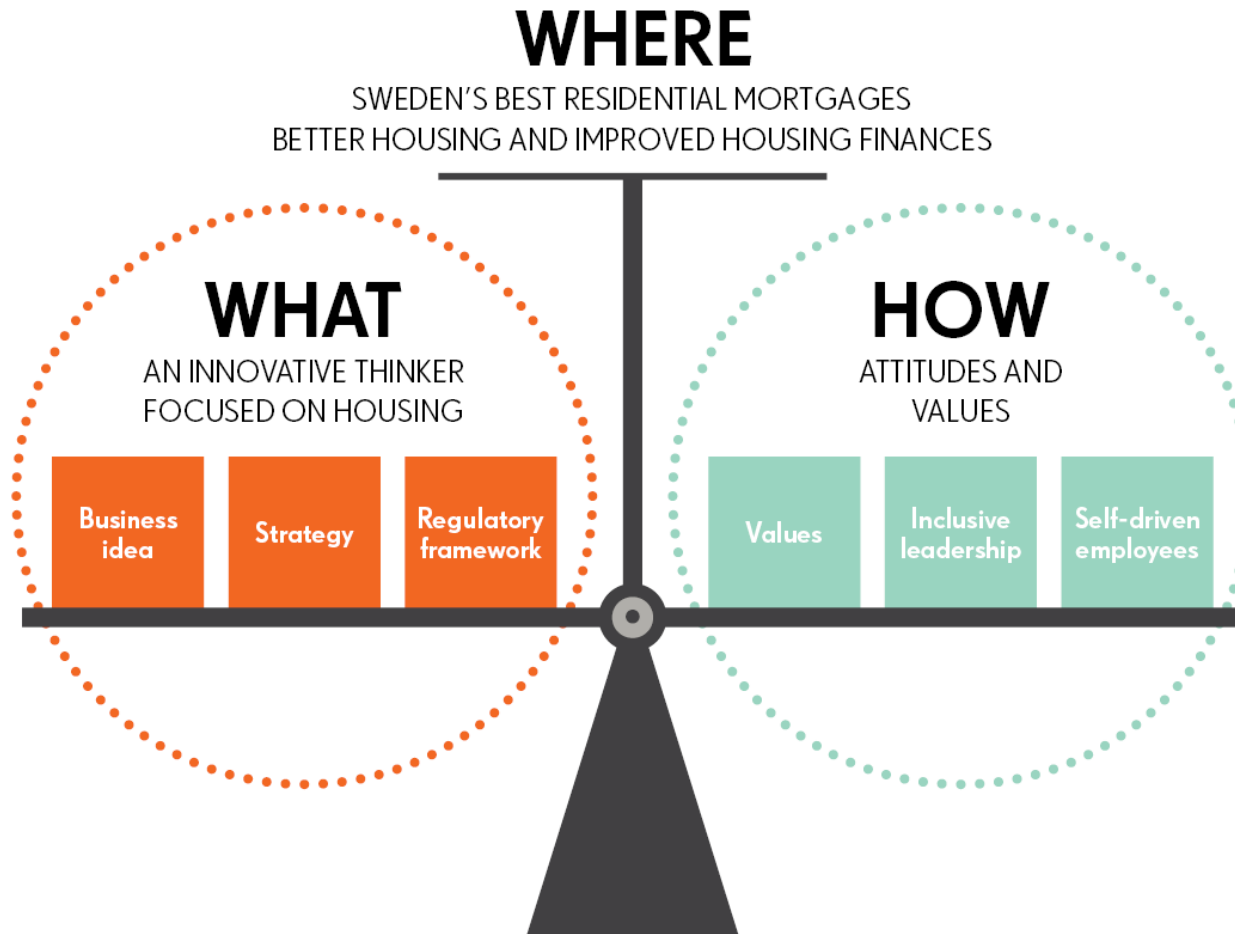 WHERE
SWEDEN'S BEST RESIDENTIAL MORTGAGES
BETTER HOUSING AND IMPROVED HOUSING FINANCES
WHAT
AN INNOVATIVE THINKER
FOCUSED ON HOUSING
Business
idea
Strategy
Regulatory
framework
HOW
ATTITUDES AND
VALUES
Values
Inclusive
leadership
Self-driven
employees